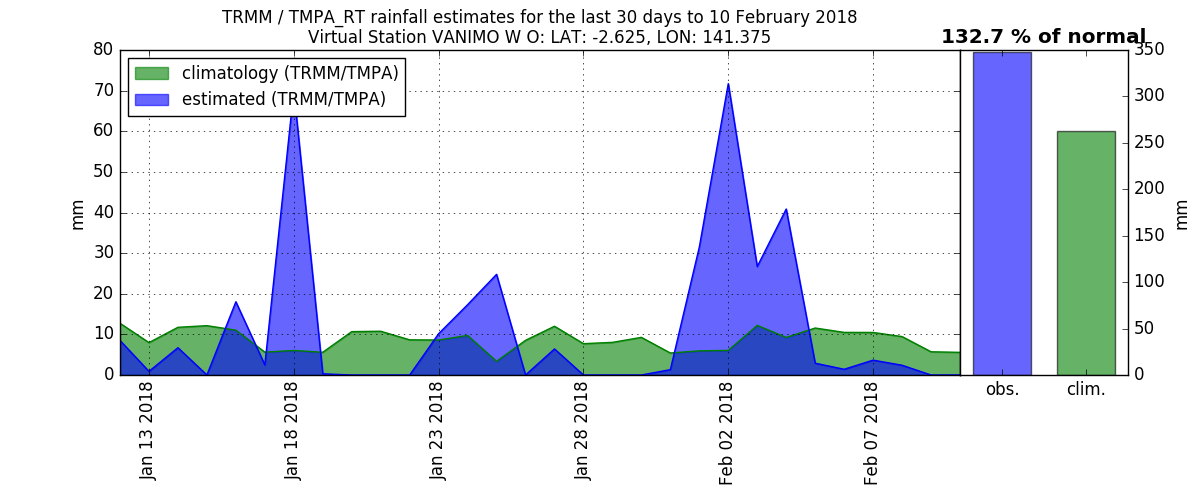 TRMM / TMPA_RT rainfall estimates for the last 30 days to 10 February 2018
Virtual Station VANIMO W O: LAT: -2.625, LON: 141.375
132.7 % of normal
climatology (TRMM/TMPA)
estimated (TRMM/TMPA)
mm
80
70
60
50
40
30
20
10
0
Jan 13 2018
Jan 18 2018
Jan 23 2018
Jan 28 2018
Feb 02 2018
Feb 07 2018
obs.
clim.
350
300
250
200
150
100
50
0
mm